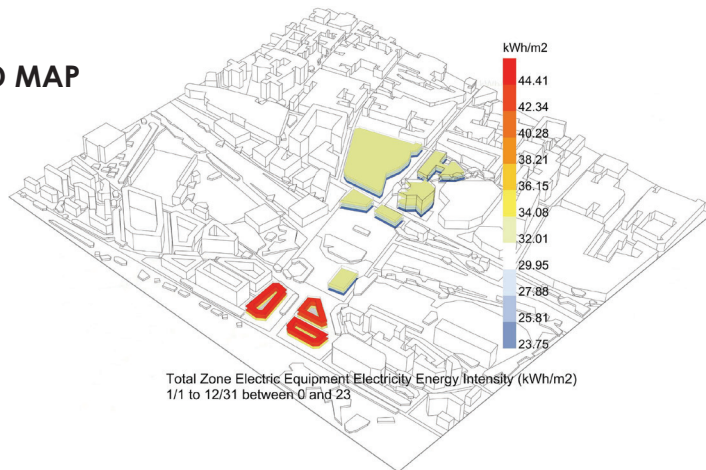 kWh/m2
D MAP
44.41
42.34
40.28
38.21
36.15
34.08
32.01
29.95
27.88
25.81
23.75
Total Zone Electric Equipment Electricity Energy Intensity (kWh/m2)
1/1 to 12/31 between 0 and 23